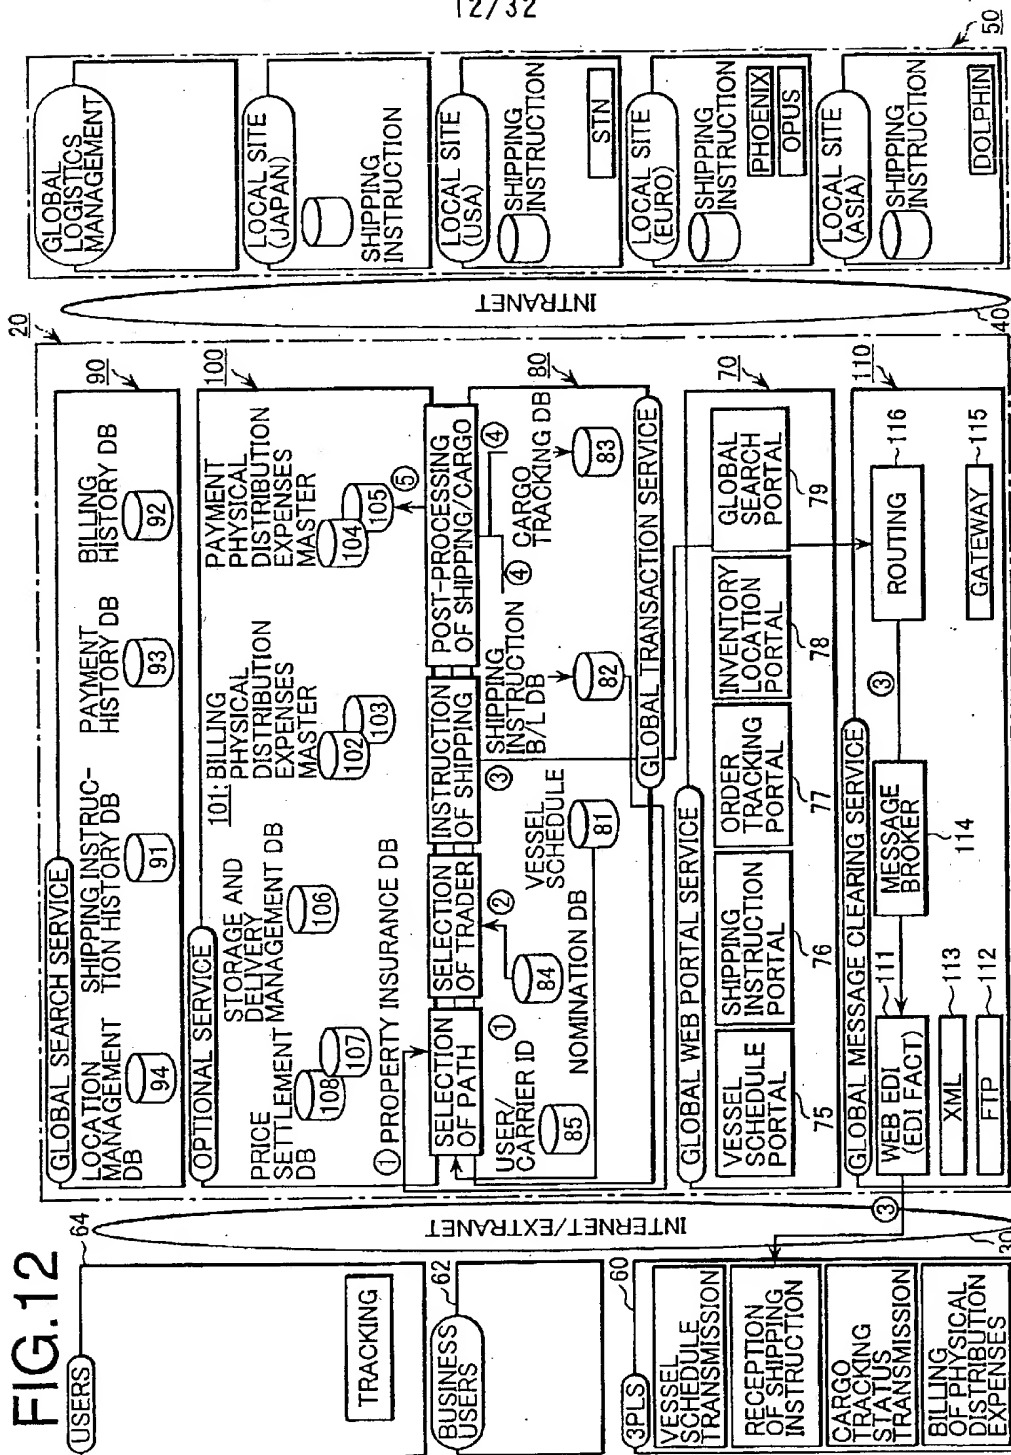 12/32
FIG.12
USERS
64
TRACKING
BUSINESS
USERS
62
3PLS
60
VESSEL
SCHEDULE
TRANSMISSION
RECEPTION
OF SHIPPING
INSTRUCTION
CARGO
TRACKING
STATUS
TRANSMISSION
BILLING
OF PHYSICAL
DISTRIBUTION
EXPENSES
INTERNET/EXTRANET
30
③
20
GLOBAL SEARCH SERVICE
90
LOCATION
MANAGEMENT
DB
94
SHIPPING INSTRUC-
TION HISTORY DB
91
PAYMENT
HISTORY DB
93
BILLING
HISTORY DB
92
OPTIONAL SERVICE
100
PRICE
SETTLEMENT
DB
108
107
STORAGE AND
DELIVERY
MANAGEMENT DB
106
101:BILLING
PHYSICAL
DISTRIBUTION
EXPENSES
MASTER
102
103
PAYMENT
PHYSICAL
DISTRIBUTION
EXPENSES
MASTER
104
105
⑤
① PROPERTY INSURANCE DB
SELECTION
OF PATH
SELECTION
OF TRADER
INSTRUCTION
OF SHIPPING
POST-PROCESSING
OF SHIPPING/CARGO
80
USER/
CARRIER ID
85
①
②
84
NOMINATION DB
VESSEL
SCHEDULE
81
③
SHIPPING
INSTRUCTION
B/L DB
82
④
④
CARGO
TRACKING DB
83
GLOBAL TRANSACTION SERVICE
GLOBAL WEB PORTAL SERVICE
70
VESSEL
SCHEDULE
PORTAL
75
SHIPPING
INSTRUCTION
PORTAL
76
ORDER
TRACKING
PORTAL
77
INVENTORY
LOCATION
PORTAL
78
GLOBAL
SEARCH
PORTAL
79
GLOBAL MESSAGE CLEARING SERVICE
110
WEB EDI
(EDI FACT)
111
XML
113
FTP
112
MESSAGE
BROKER
114
③
ROUTING
116
GATEWAY
115
INTRANET
40
50
GLOBAL
LOGISTICS
MANAGEMENT
LOCAL SITE
(JAPAN)
SHIPPING
INSTRUCTION
LOCAL SITE
(USA)
SHIPPING
INSTRUCTION
STN
LOCAL SITE
(EURO)
SHIPPING
INSTRUCTION
PHOENIX
OPUS
LOCAL SITE
(ASIA)
SHIPPING
INSTRUCTION
DOLPHIN